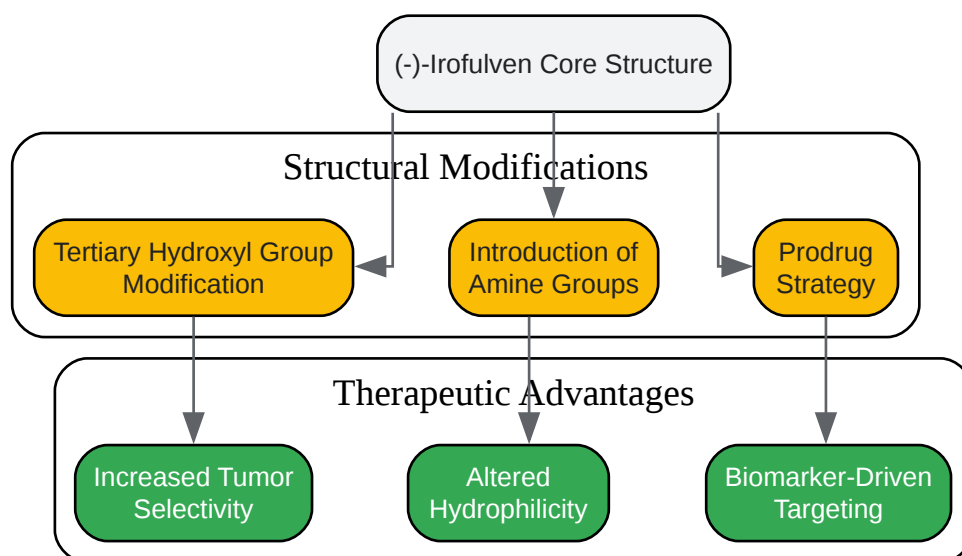 (-)-Irofulven Core Structure
Structural Modifications
Tertiary Hydroxyl Group
Modification
Introduction of
Amine Groups
Prodrug
Strategy
Therapeutic Advantages
Increased Tumor
Selectivity
Altered
Hydrophilicity
Biomarker-Driven
Targeting